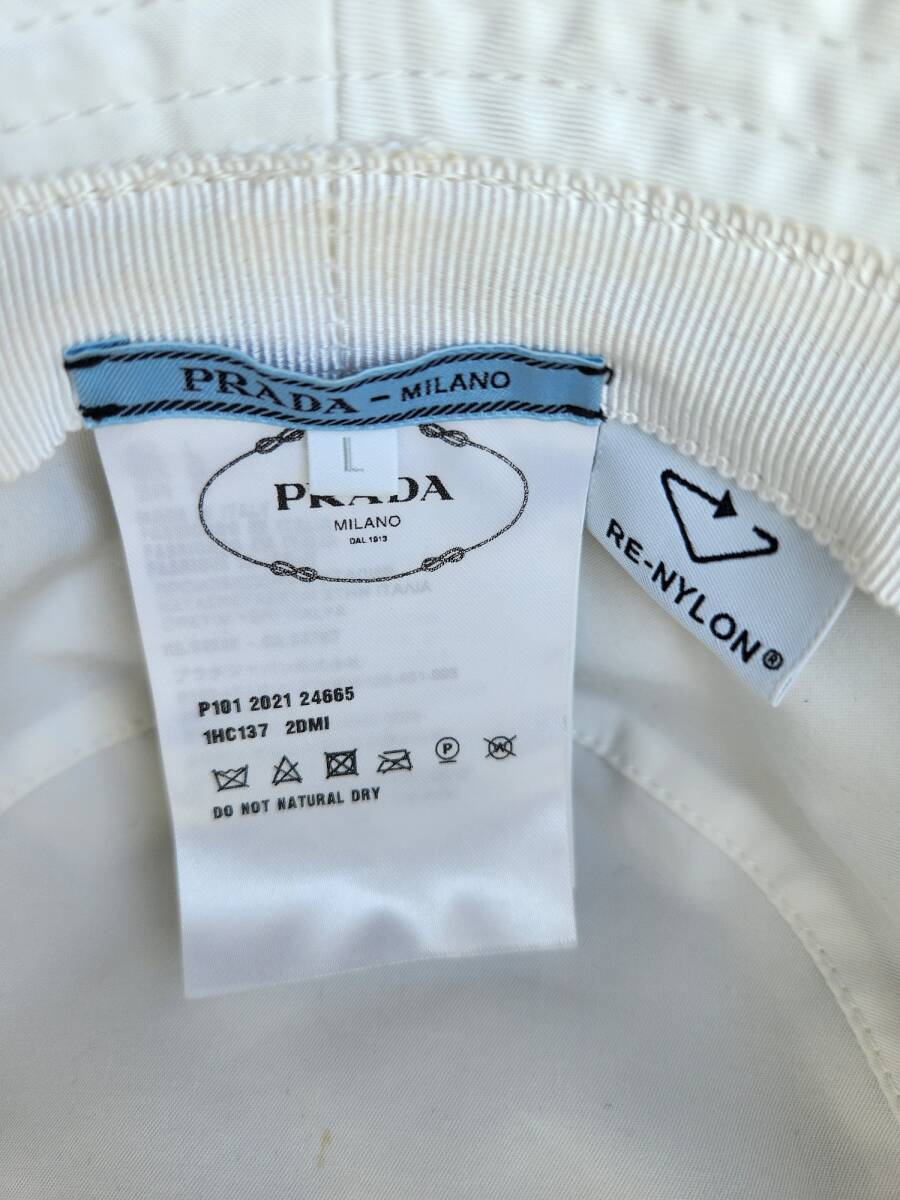 PRADA - MILANO
L
PRADA
MILANO
DAL 1913
RE-NYLON®
P101 2021 24665
1HC137 2DMI
P
W
DO NOT NATURAL DRY